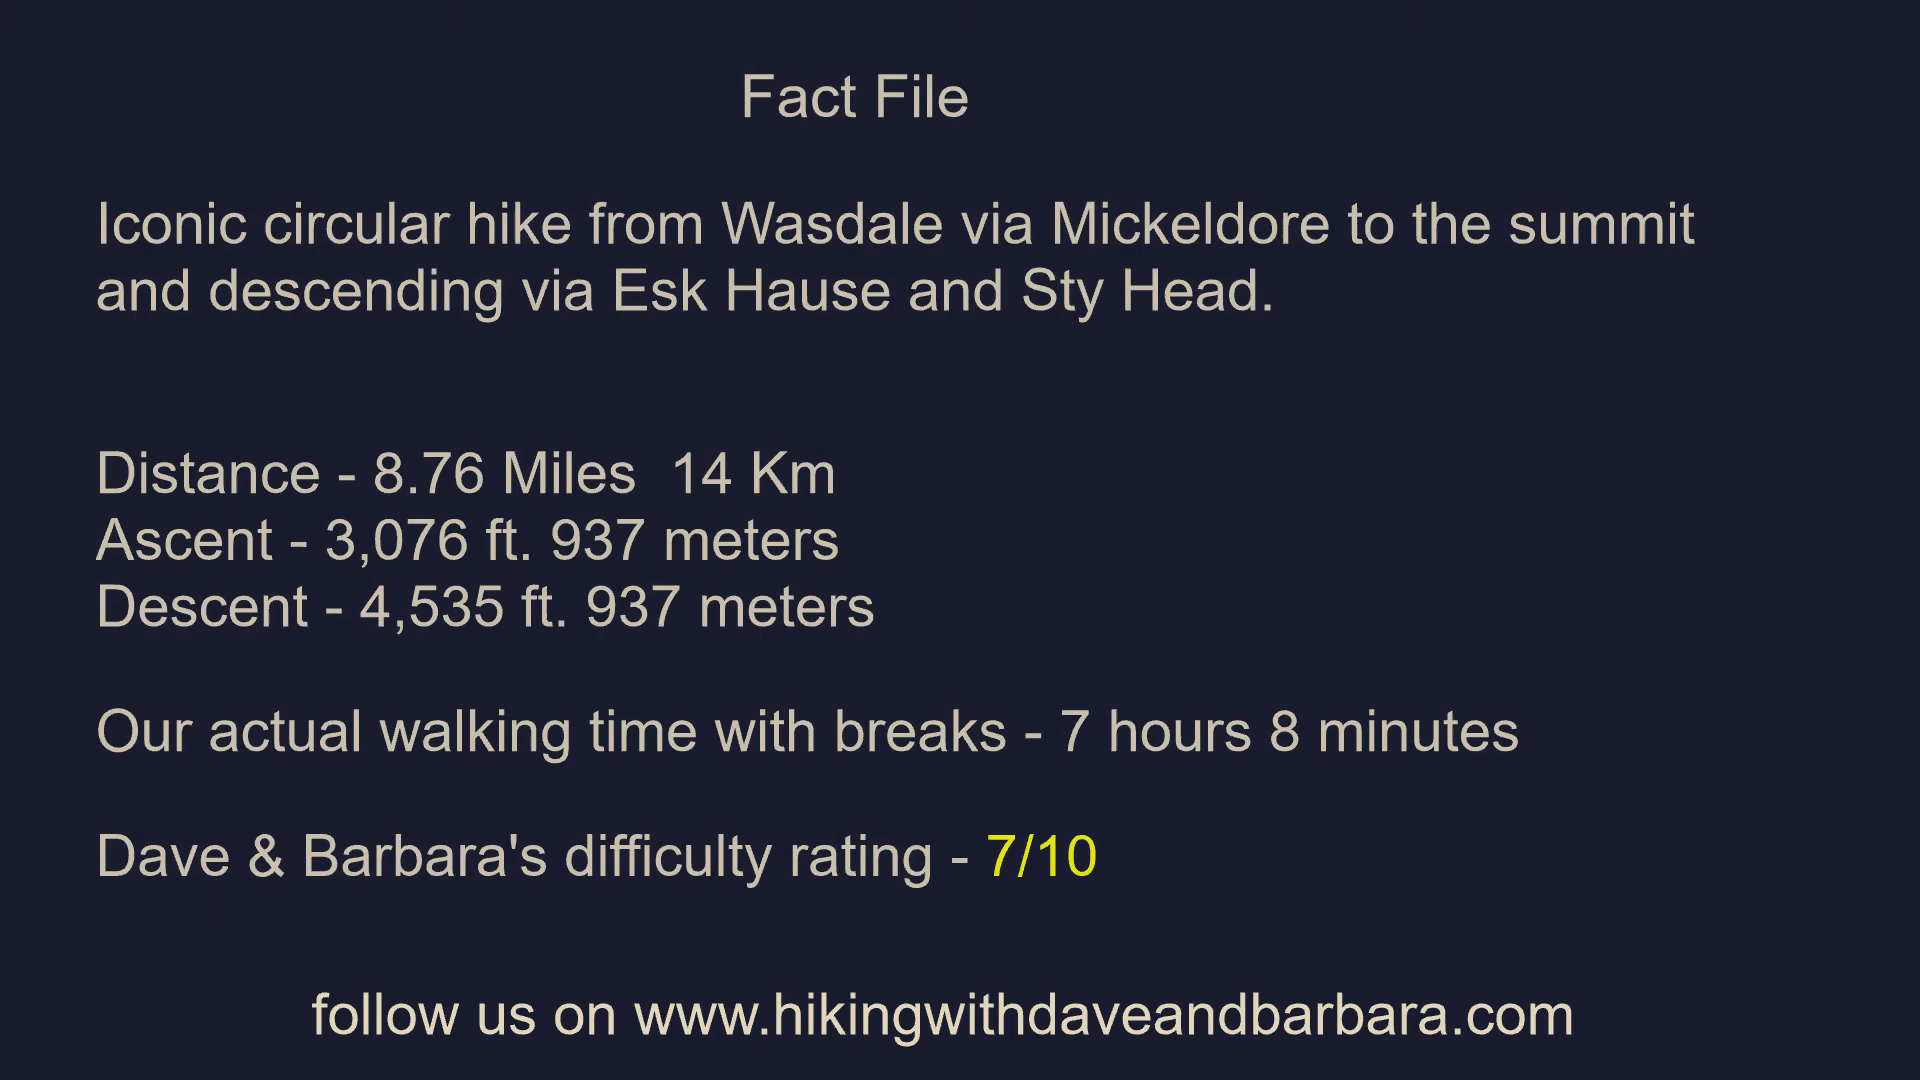 Fact File
Iconic circular hike from Wasdale via Mickeldore to the summit
and descending via Esk Hause and Sty Head.
Distance - 8.76 Miles  14 Km
Ascent - 3,076 ft. 937 meters
Descent - 4,535 ft. 937 meters
Our actual walking time with breaks - 7 hours 8 minutes
Dave & Barbara's difficulty rating - 7/10
follow us on www.hikingwithdaveandbarbara.com